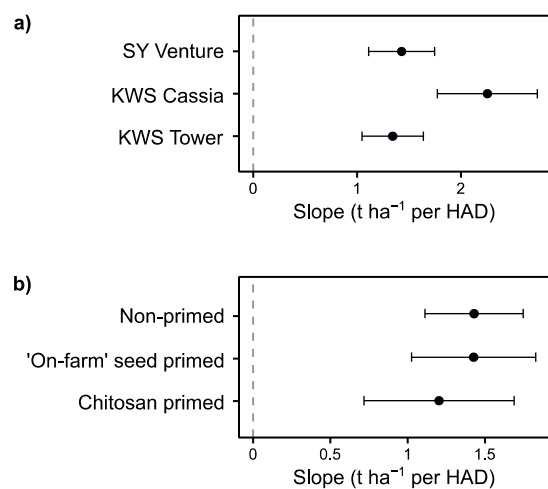 a)
SY Venture
KWS Cassia
KWS Tower
0 1 2
Slope (t ha⁻¹ per HAD)
b)
Non-primed
'On-farm' seed primed
Chitosan primed
0 0.5 1 1.5
Slope (t ha⁻¹ per HAD)